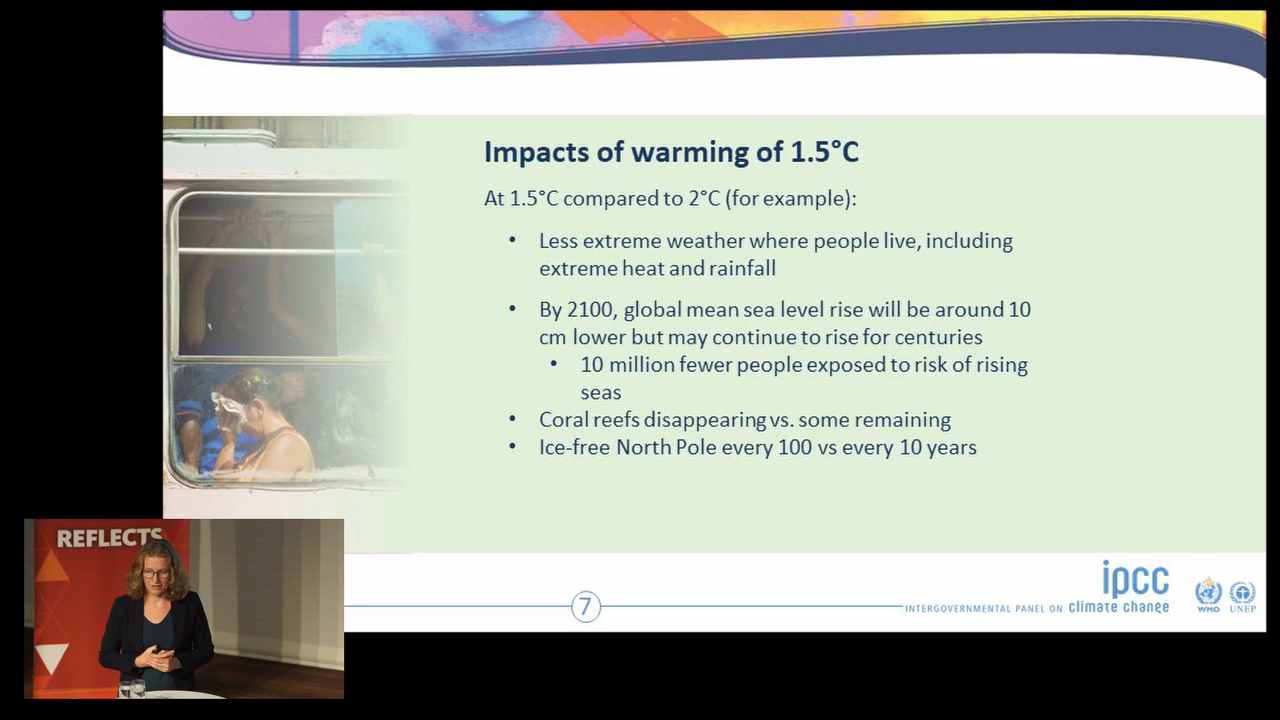 Impacts of warming of 1.5°C
At 1.5°C compared to 2°C (for example):
• Less extreme weather where people live, including
extreme heat and rainfall
• By 2100, global mean sea level rise will be around 10
cm lower but may continue to rise for centuries
• 10 million fewer people exposed to risk of rising
seas
• Coral reefs disappearing vs. some remaining
• Ice-free North Pole every 100 vs every 10 years
REFLECTS
7
ipcc
INTERGOVERNMENTAL PANEL ON climate change
WMO
UNEP